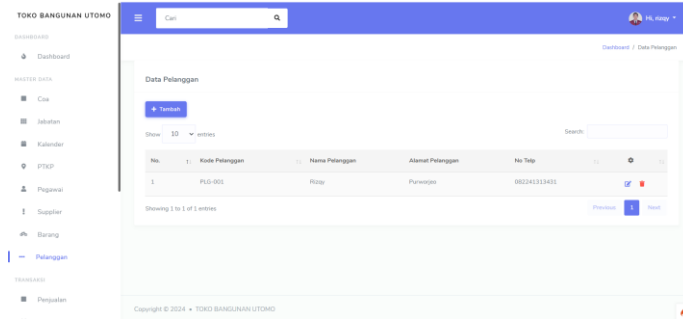 TOKO BANGUNAN UTOMO
Cari
Hi, rizqy
DASHBOARD
Dashboard
Dashboard / Data Pelanggan
MASTER DATA
Coa
Jabatan
Kalender
PTKP
Pegawai
Supplier
Barang
Pelanggan
TRANSAKSI
Penjualan
Data Pelanggan
+ Tambah
Show 10 entries
Search:
No. Kode Pelanggan Nama Pelanggan Alamat Pelanggan No Telp
1 PLG-001 Rizqy Purworjeo 082241313431
Showing 1 to 1 of 1 entries
Previous 1 Next
Copyright © 2024 • TOKO BANGUNAN UTOMO